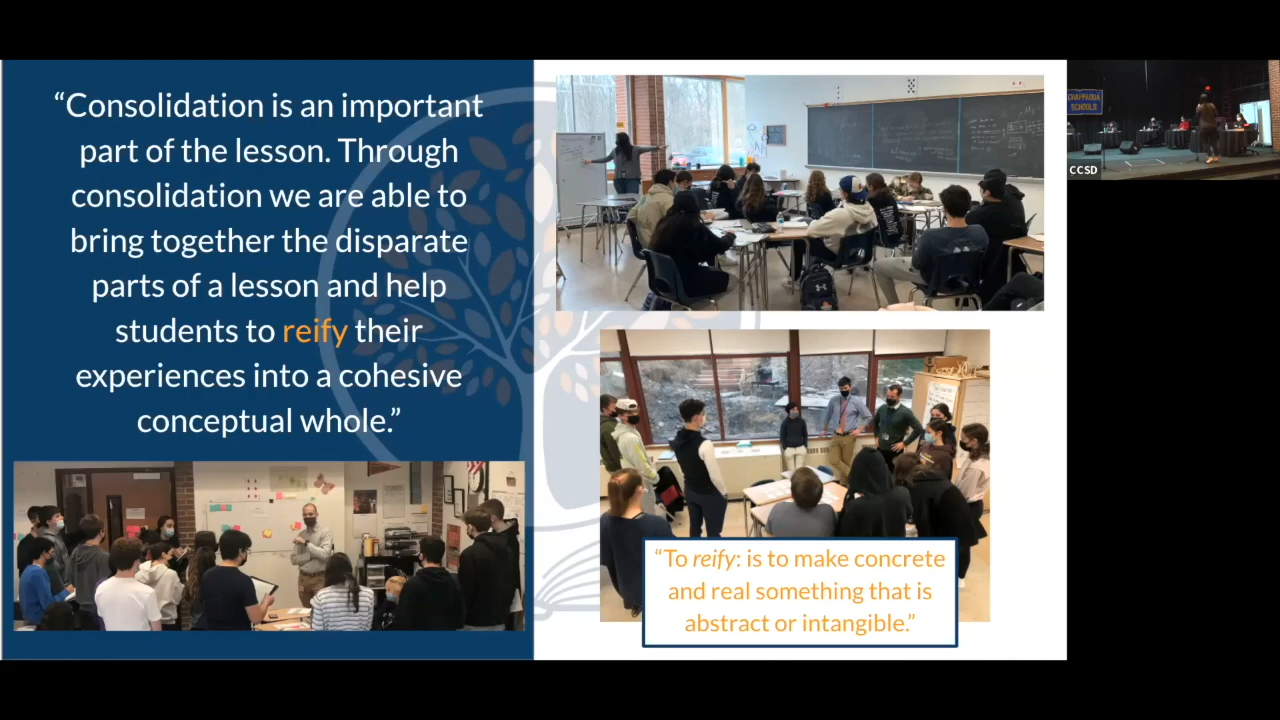 “Consolidation is an important
part of the lesson. Through
consolidation we are able to
bring together the disparate
parts of a lesson and help
students to reify their
experiences into a cohesive
conceptual whole.”
“To reify: is to make concrete
and real something that is
abstract or intangible.”
CHAPPAQUA
SCHOOLS
CCSD